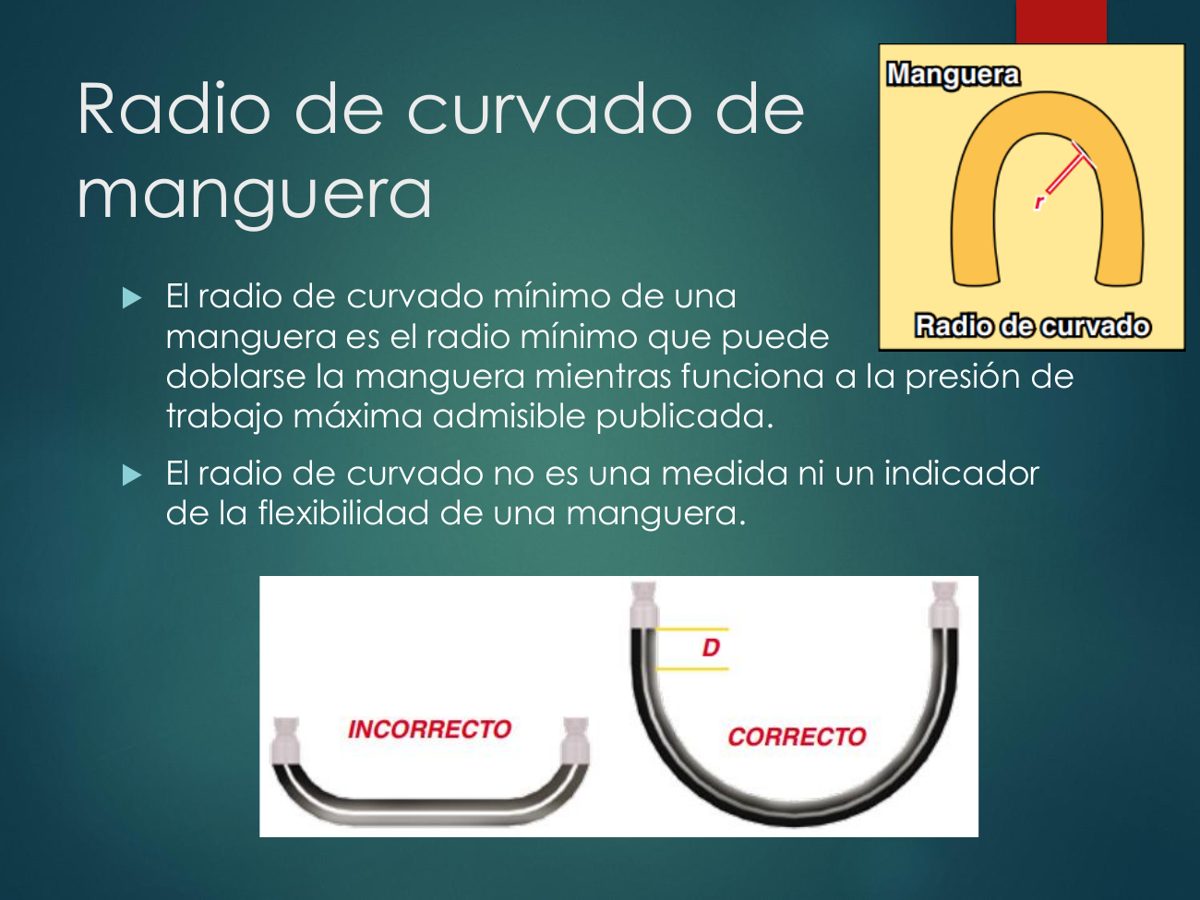 Radio de curvado de
manguera
Manguera
r
Radio de curvado
El radio de curvado mínimo de una
manguera es el radio mínimo que puede
doblarse la manguera mientras funciona a la presión de
trabajo máxima admisible publicada.
El radio de curvado no es una medida ni un indicador
de la flexibilidad de una manguera.
INCORRECTO
D
CORRECTO